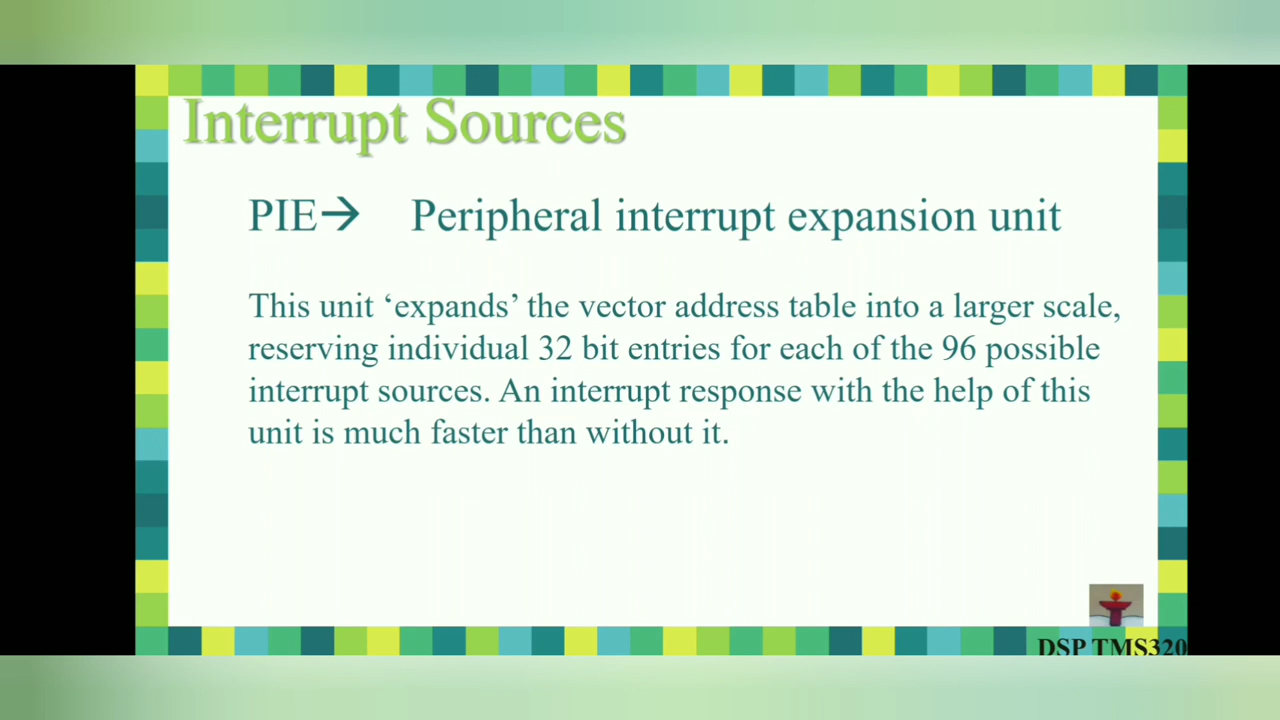 Interrupt Sources
PIE→ Peripheral interrupt expansion unit
This unit ‘expands’ the vector address table into a larger scale,
reserving individual 32 bit entries for each of the 96 possible
interrupt sources. An interrupt response with the help of this
unit is much faster than without it.
DSP TMS320